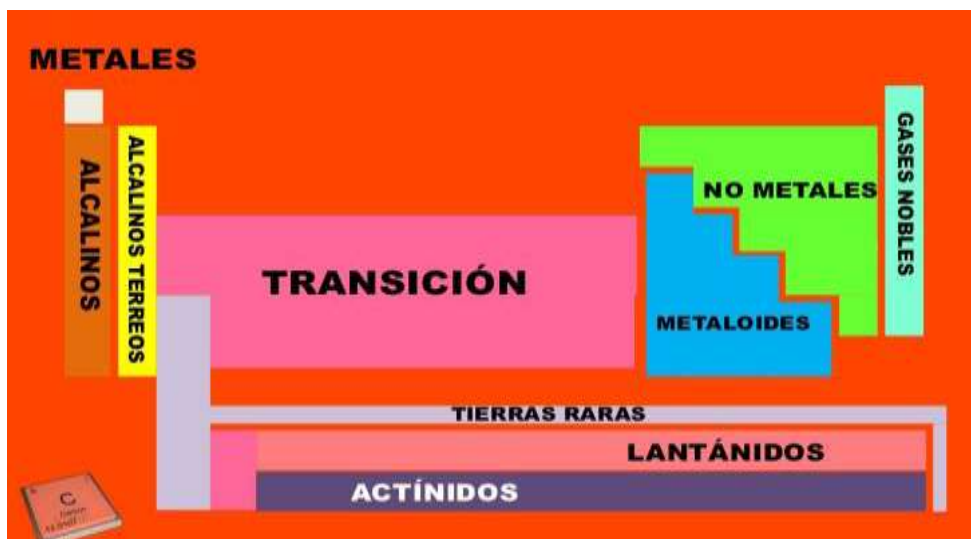 METALES
ALCALINOS
ALCALINOS TERREOS
TRANSICIÓN
NO METALES
GASES NOBLES
METALOIDES
TIERRAS RARAS
LANTÁNIDOS
ACTÍNIDOS
C